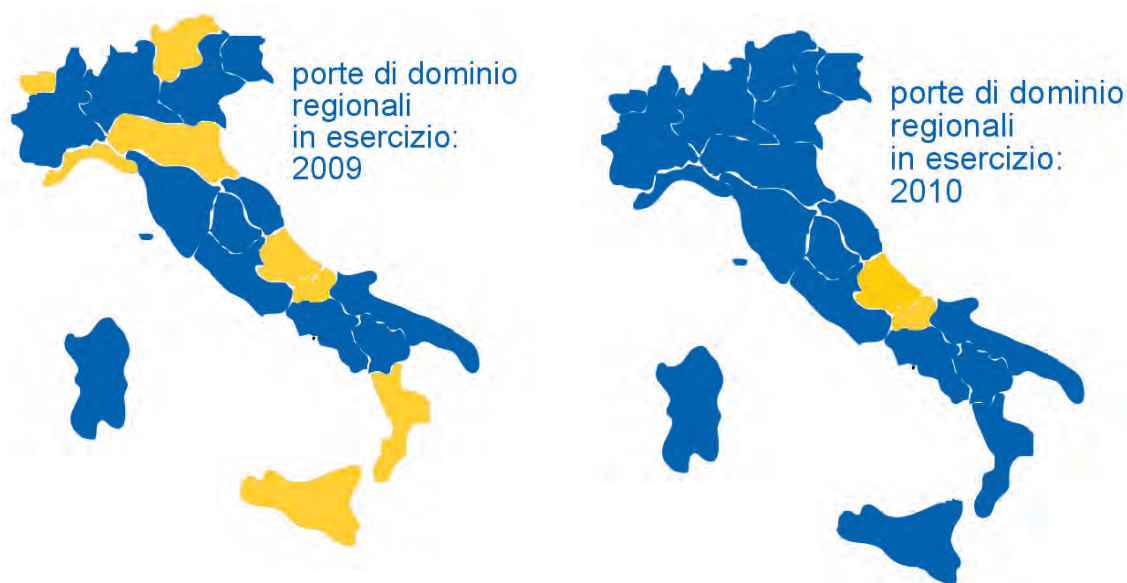 porte di dominio
regionali
in esercizio:
2009
porte di dominio
regionali
in esercizio:
2010